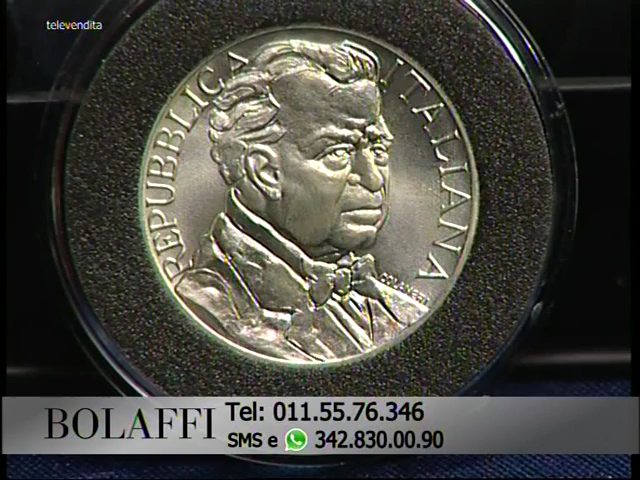 televendita
REPUBBLICA ITALIANA
BOLAFFI
Tel: 011.55.76.346
SMS e 342.830.00.90